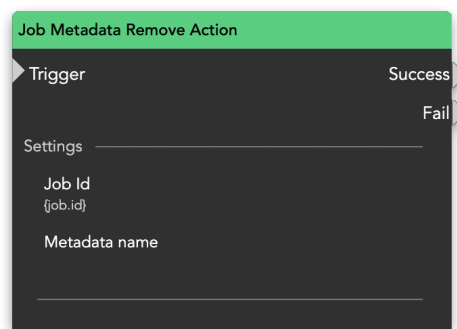 Job Metadata Remove Action
Trigger
Success
Fail
Settings
Job Id
{job.id}
Metadata name